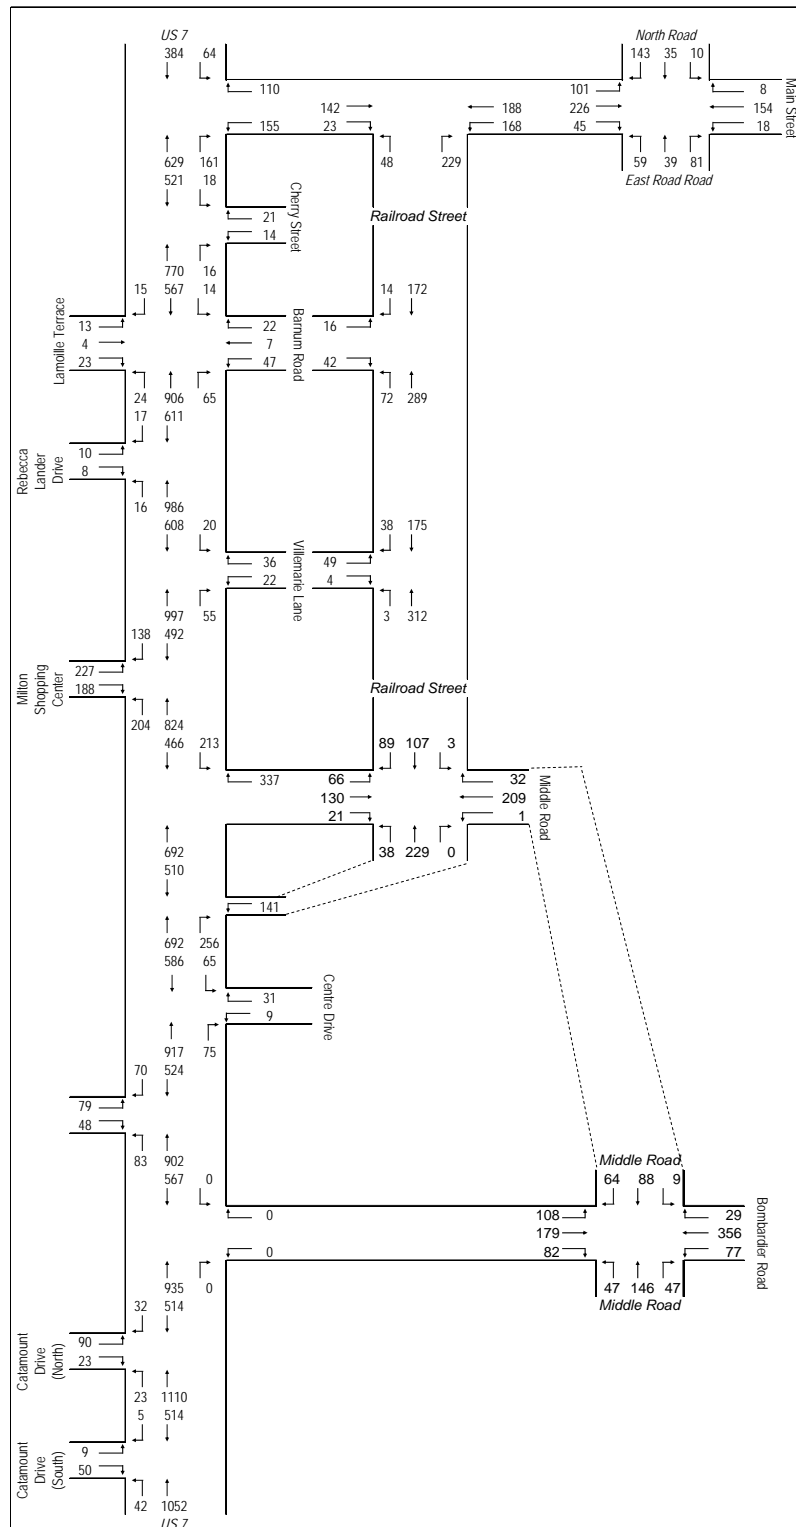 US 7
North Road
384 64
143 35 10
Main Street
110
101
8
142
188 226
154
155 23
168 45
18
629 161
48 229
59 39 81
521 18
East Road Road
Cherry Street
21
Railroad Street
14
770 16
15 567 14
14 172
Lamoille Terrace
13
22 16
Barnum Road
4
7
23
47 42
24 906 65
72 289
17 611
Rebecca
Lander
Drive
10
8
16 986
608 20
38 175
Villemarie Lane
36 49
22 4
997 55
3 312
138 492
Milton
Shopping
Center
227
188
Railroad Street
204 824
466 213
89 107 3
337 66
32
Middle Road
130
209
21
1
692
38 229 0
510
141
692 256
586 65
Centre Drive
31
9
917 75
70 524
79
48
83 902
Middle Road
567 0
64 88 9
0 108
29
Bombardier Road
179
356
0 82
77
935 0
47 146 47
32 514
Middle Road
Catamount
Drive
(North)
90
23
23 1110
5 514
Catamount
Drive
(South)
9
50
42 1052
US 7